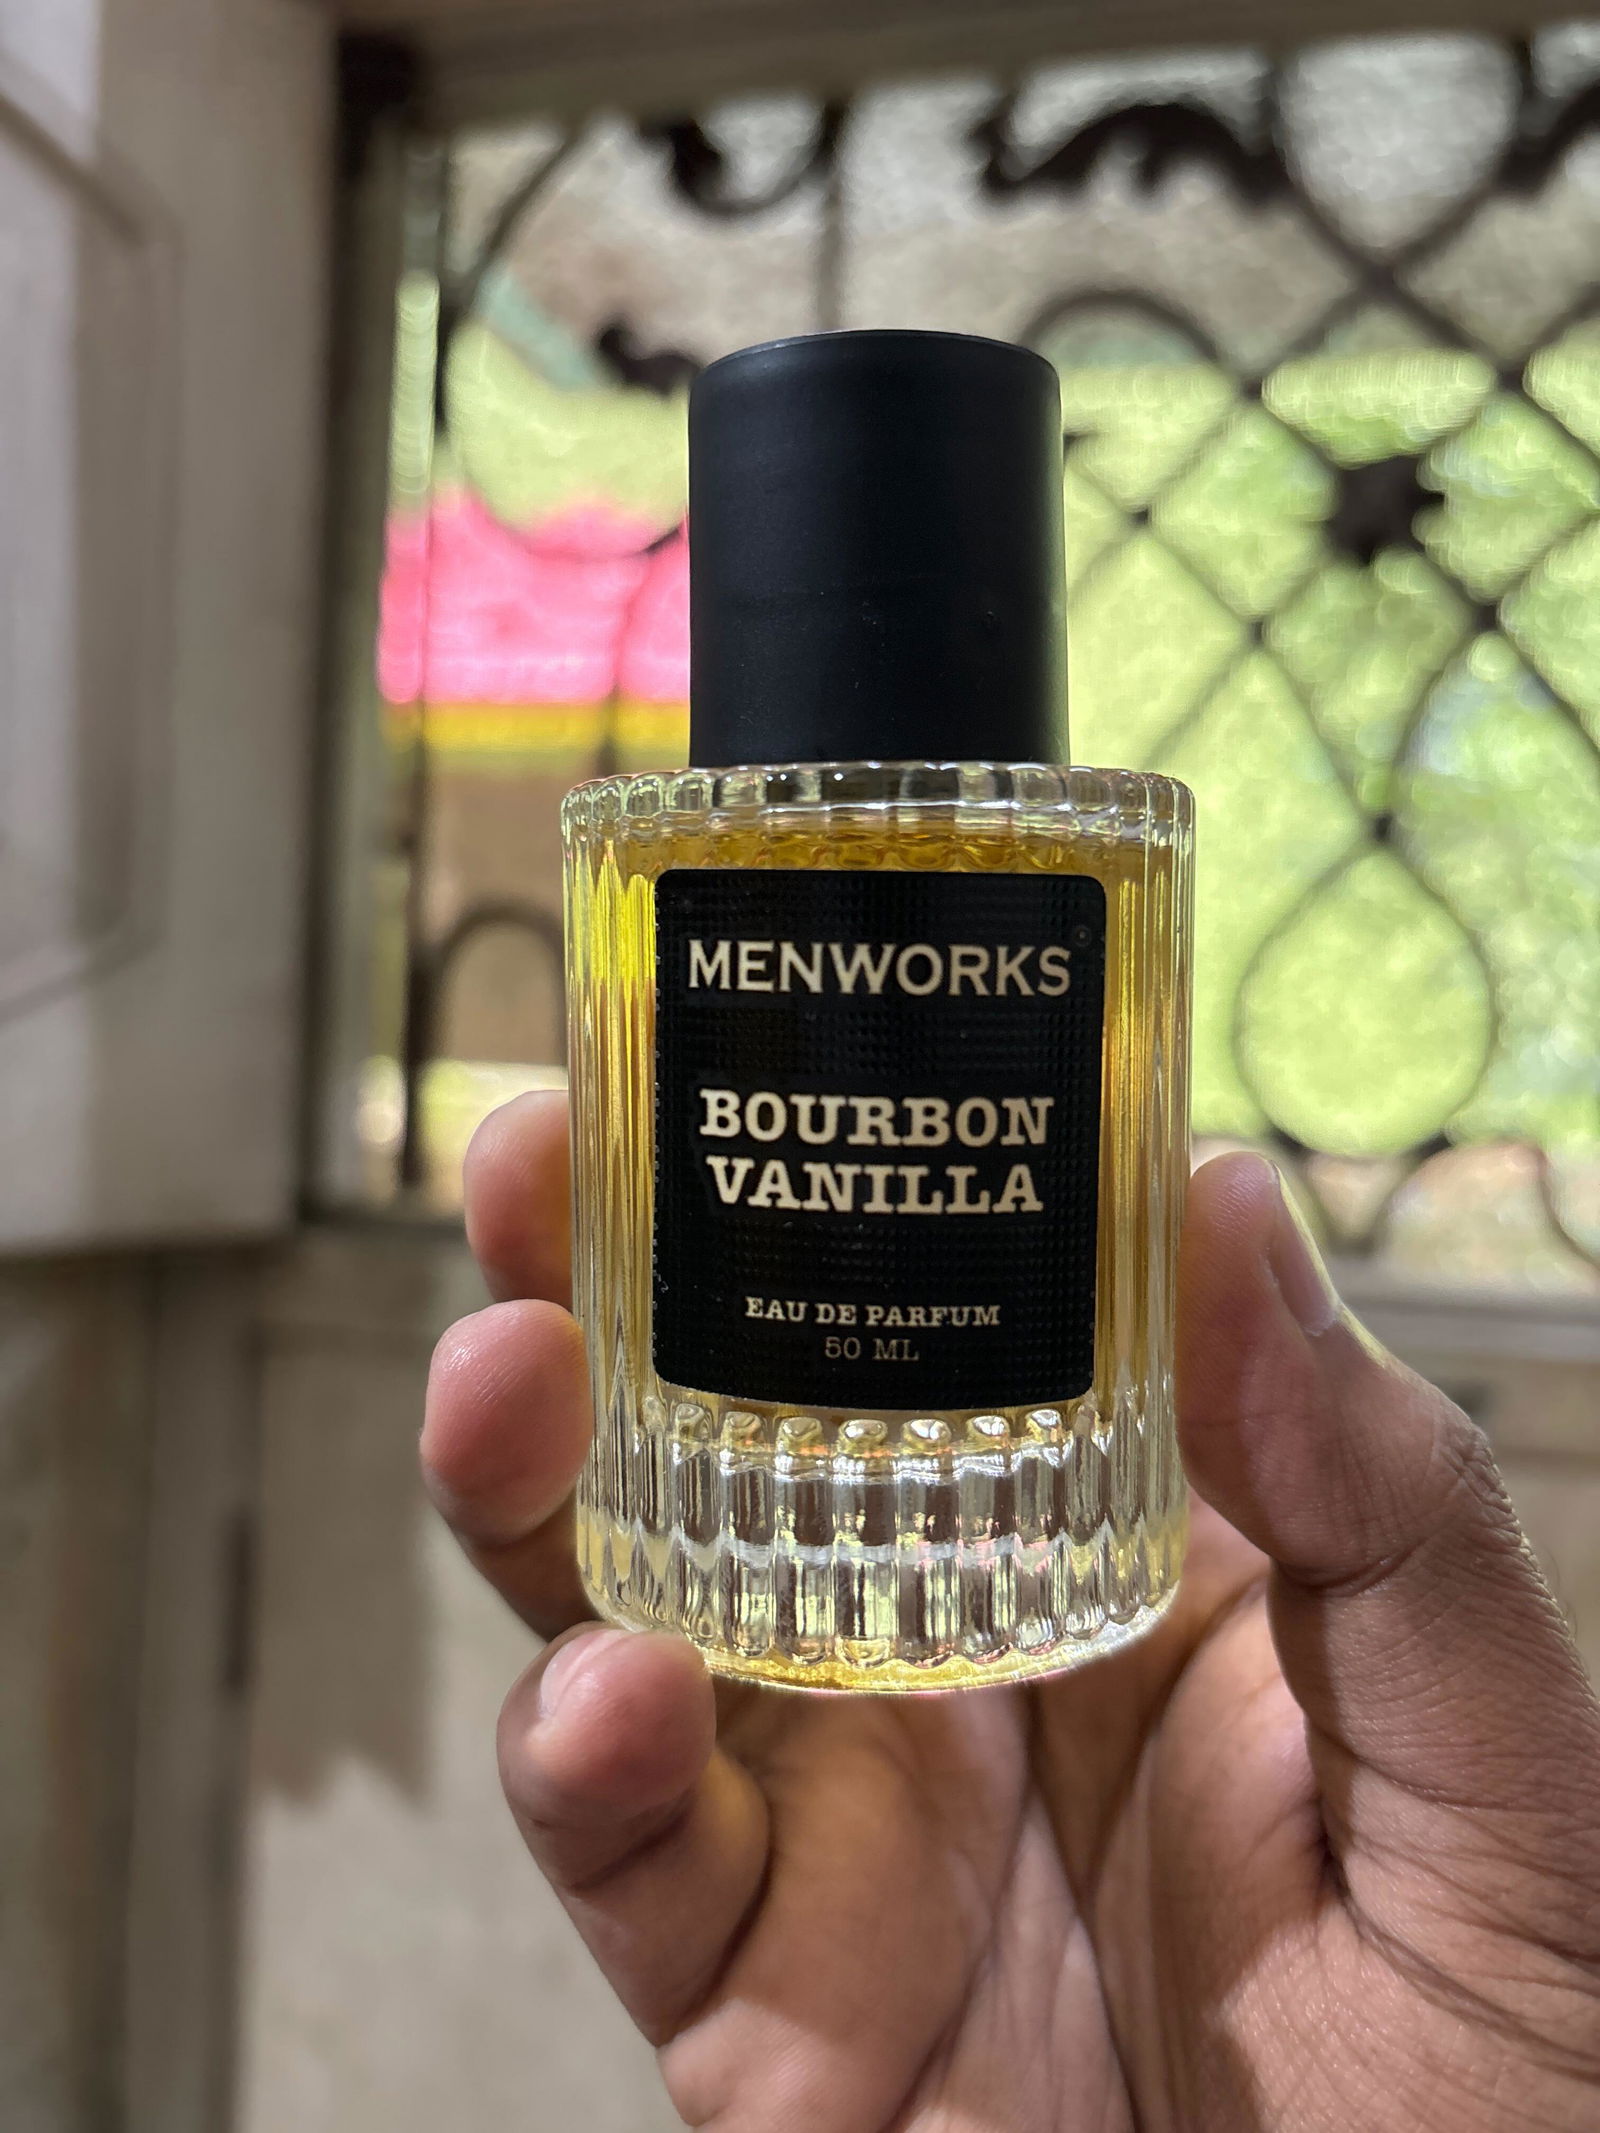 MENWORKS
BOURBON
VANILLA
EAU DE PARFUM
50 ML